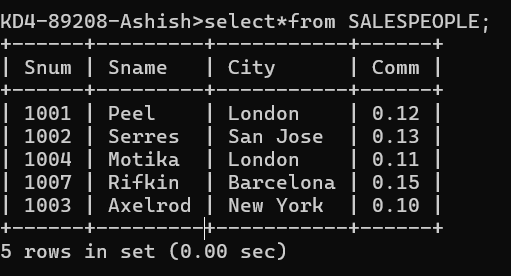 KD4-89208-Ashish>select*from SALESPEOPLE;
+------+---------+-----------+------+
| Snum | Sname   | City      | Comm |
+------+---------+-----------+------+
| 1001 | Peel    | London    | 0.12 |
| 1002 | Serres  | San Jose  | 0.13 |
| 1004 | Motika  | London    | 0.11 |
| 1007 | Rifkin  | Barcelona | 0.15 |
| 1003 | Axelrod | New York  | 0.10 |
+------+---------+-----------+------+
5 rows in set (0.00 sec)